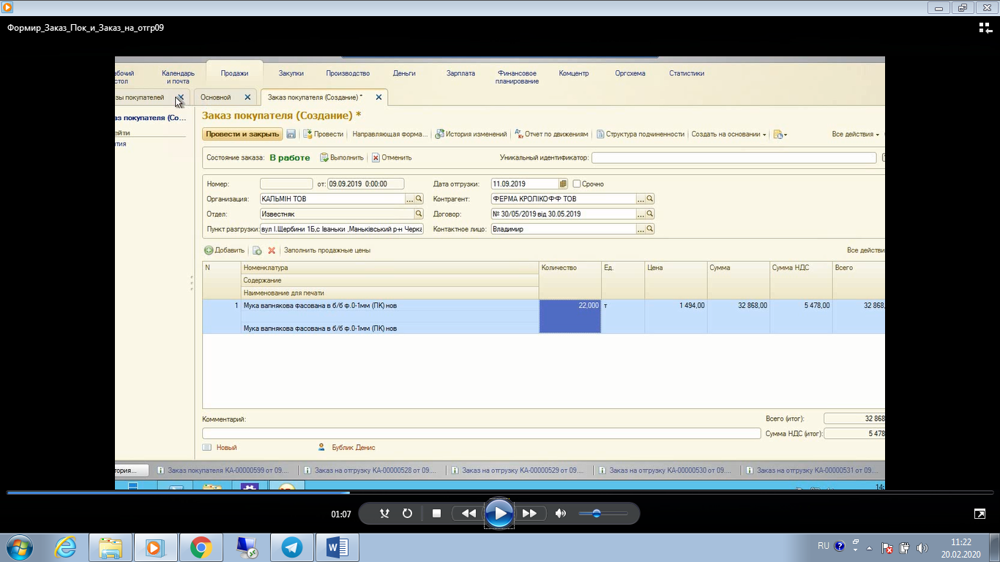 Формир_Заказ_Пок_и_Заказ_на_отгр09
Календарь и почта
Продажи
Закупки
Производство
Деньги
Зарплата
Финансовое планирование
Комцентр
Оргсхема
Статистики
покупателей
Основной
Заказ покупателя (Создание) *
покупателя (Со...
Заказ покупателя (Создание) *
Провести и закрыть
Провести
Направляющая форма...
История изменений
Дт Кт Отчет по движениям
Структура подчиненности
Создать на основании
Все действия
Состояние заказа: В работе
Выполнить
Отменить
Уникальный идентификатор:
Номер:
от: 09.09.2019 0:00:00
Дата отгрузки: 11.09.2019
Срочно
Организация: КАЛЬМІН ТОВ
Контрагент: ФЕРМА КРОЛІКОФФ ТОВ
Отдел: Известняк
Договор: № 30/05/2019 від 30.05.2019
Пункт разгрузки: вул І.Щербини 1Б,с Іваньки ,Маньківський р-н Черка
Контактное лицо: Владимир
Добавить
Заполнить продажные цены
Все действи
N
Номенклатура
Содержание
Наименование для печати
Количество
Ед.
Цена
Сумма
Сумма НДС
Всего
1 Мука вапнякова фасована в б/б ф.0-1мм (ПК) нов
22,000
т
1 494,00
32 868,00
5 478,00
32 868,
Мука вапнякова фасована в б/б ф.0-1мм (ПК) нов
Комментарий:
Всего (итог): 32 868
Сумма НДС (итог): 5 478
Новый
Бублик Денис
тория...
Заказ покупателя КА-00000599 от 09....
Заказ на отгрузку КА-00000528 от 09....
Заказ на отгрузку КА-00000529 от 09....
Заказ на отгрузку КА-00000530 от 09....
Заказ на отгрузку КА-00000531 от 09....
01:07
RU
11:22
20.02.2020